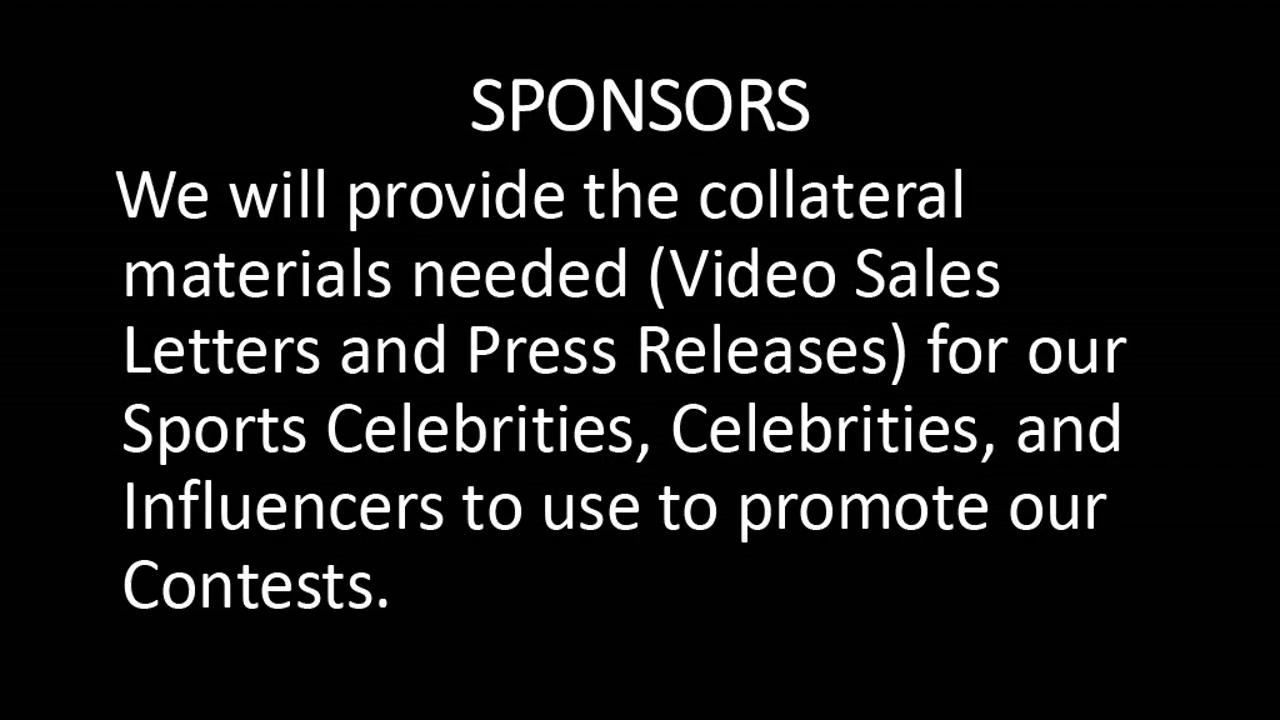 SPONSORS
We will provide the collateral
materials needed (Video Sales
Letters and Press Releases) for our
Sports Celebrities, Celebrities, and
Influencers to use to promote our
Contests.